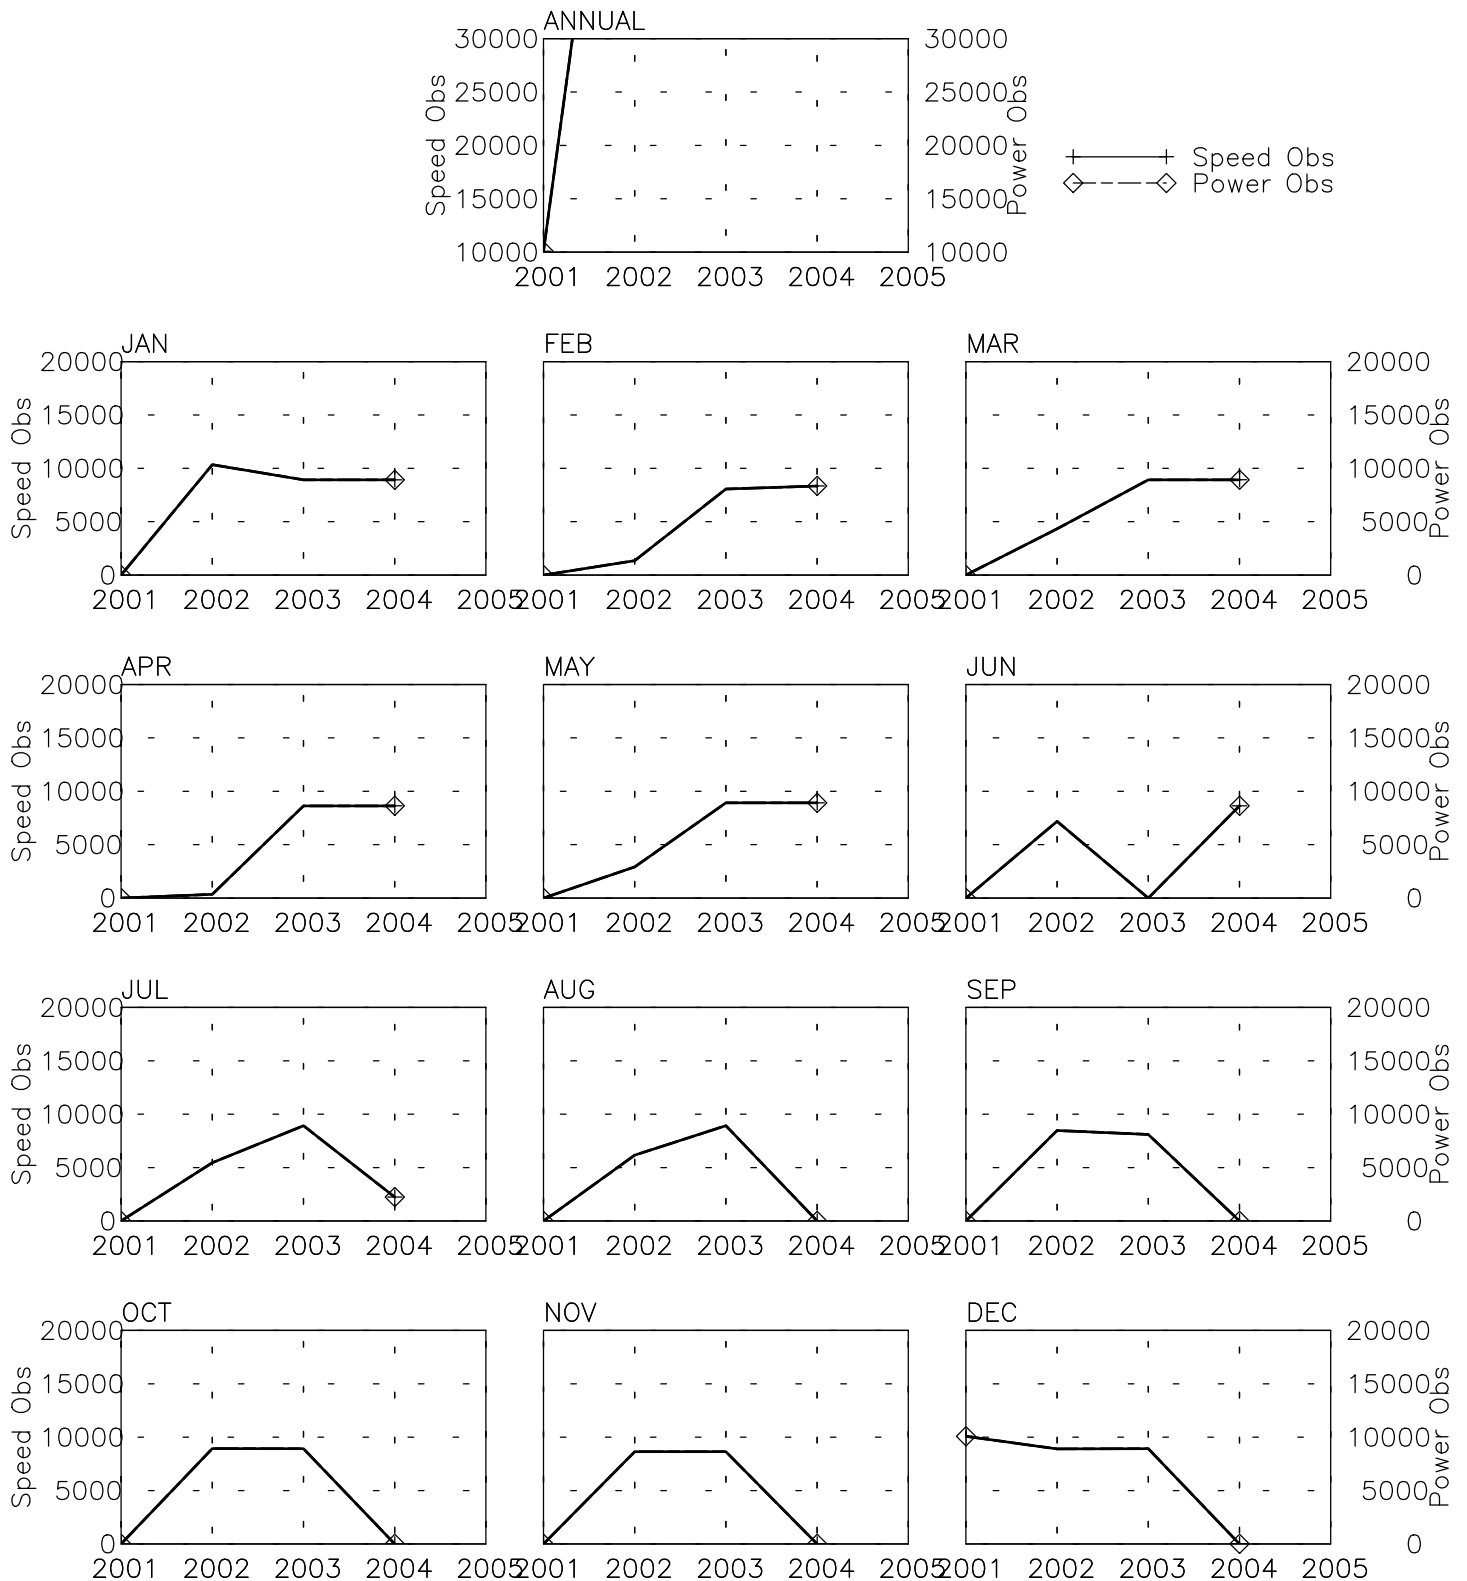 ANNUAL
30000 30000
25000 25000
20000 20000
15000 15000
10000 10000
Speed Obs
Power Obs
2001 2002 2003 2004 2005
Speed Obs
Power Obs
JAN FEB MAR
20000 20000
15000 15000
10000 10000
5000 5000
0 0
Speed Obs
Power Obs
2001 2002 2003 2004 2005 2001 2002 2003 2004 2005 2001 2002 2003 2004 2005
APR MAY JUN
20000 20000
15000 15000
10000 10000
5000 5000
0 0
Speed Obs
Power Obs
2001 2002 2003 2004 2005 2001 2002 2003 2004 2005 2001 2002 2003 2004 2005
JUL AUG SEP
20000 20000
15000 15000
10000 10000
5000 5000
0 0
Speed Obs
Power Obs
2001 2002 2003 2004 2005 2001 2002 2003 2004 2005 2001 2002 2003 2004 2005
OCT NOV DEC
20000 20000
15000 15000
10000 10000
5000 5000
0 0
Speed Obs
Power Obs
2001 2002 2003 2004 2005 2001 2002 2003 2004 2005 2001 2002 2003 2004 2005